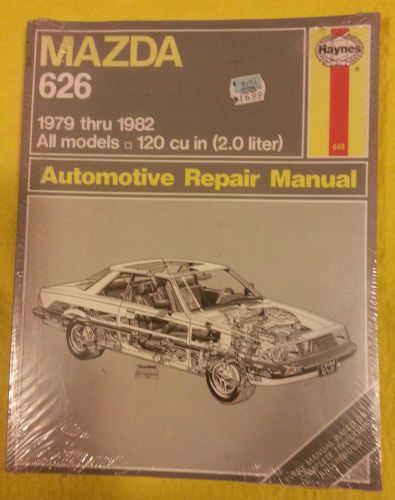 MAZDA
626
1979 thru 1982
All models □ 120 cu in (2.0 liter)
Haynes
®
648
Automotive Repair Manual